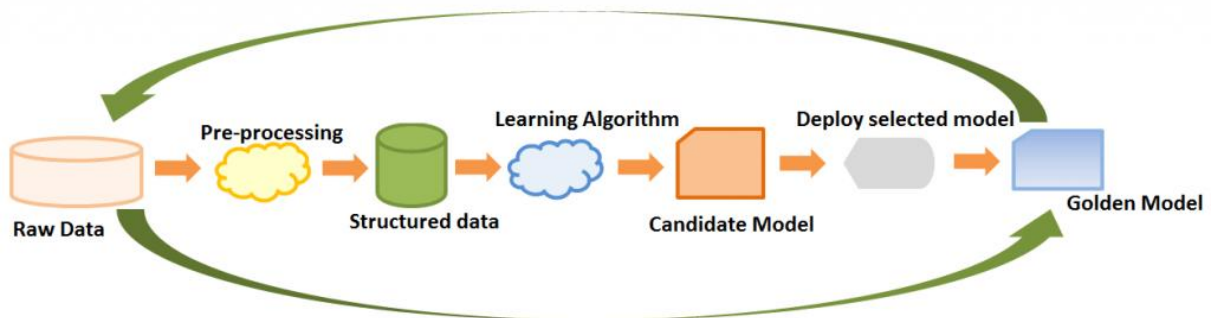 Pre-processing
Learning Algorithm
Deploy selected model
Raw Data
Structured data
Candidate Model
Golden Model